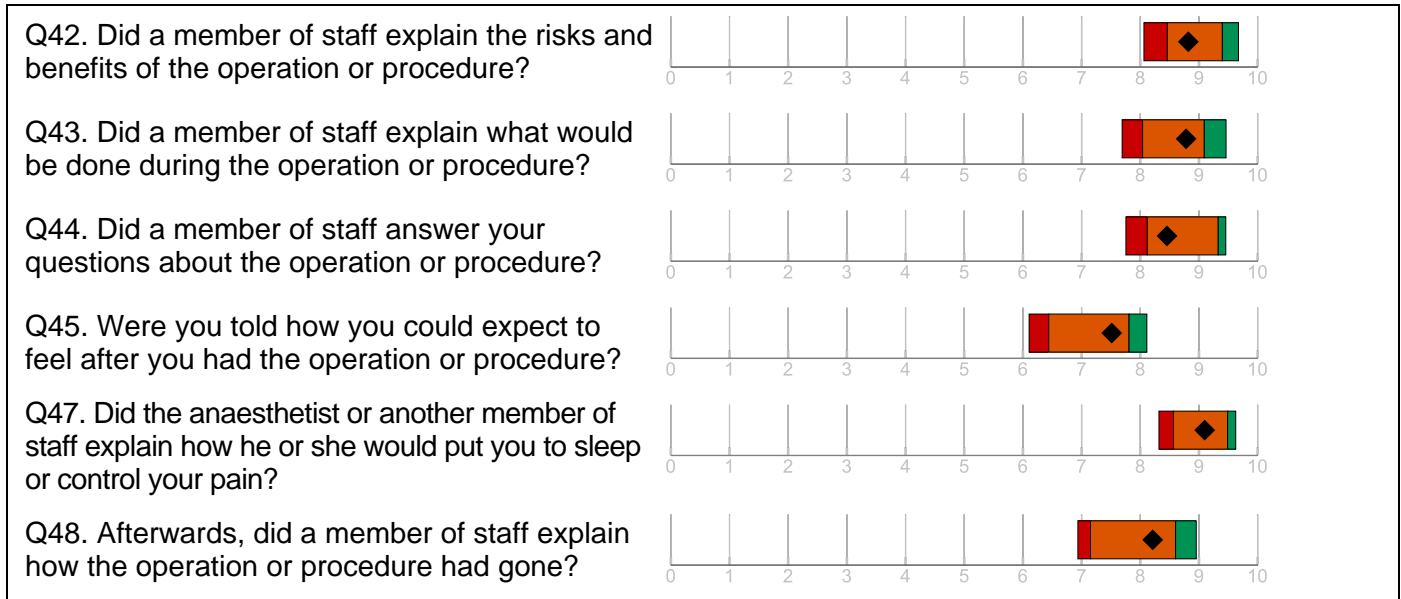 Q42. Did a member of staff explain the risks and
benefits of the operation or procedure?
0 1 2 3 4 5 6 7 8 9 10
Q43. Did a member of staff explain what would
be done during the operation or procedure?
0 1 2 3 4 5 6 7 8 9 10
Q44. Did a member of staff answer your
questions about the operation or procedure?
0 1 2 3 4 5 6 7 8 9 10
Q45. Were you told how you could expect to
feel after you had the operation or procedure?
0 1 2 3 4 5 6 7 8 9 10
Q47. Did the anaesthetist or another member of
staff explain how he or she would put you to sleep
or control your pain?
0 1 2 3 4 5 6 7 8 9 10
Q48. Afterwards, did a member of staff explain
how the operation or procedure had gone?
0 1 2 3 4 5 6 7 8 9 10